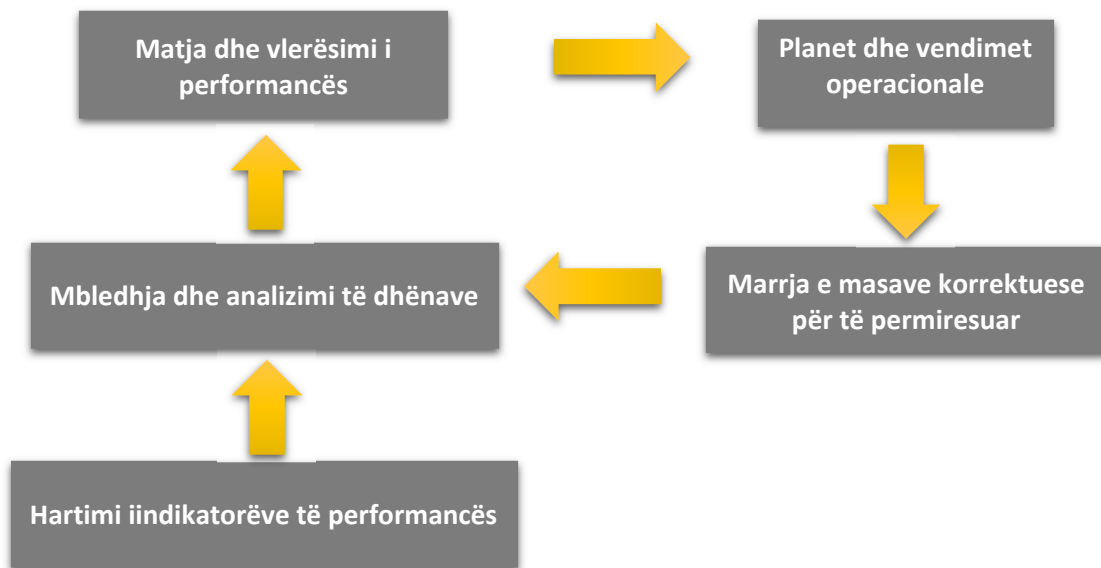 Matja dhe vlerësimi i
performancës
Planet dhe vendimet
operacionale
Mbledhja dhe analizimi të dhënave
Marrja e masave korrektuese
për të permiresuar
Hartimi iindikatorëve të performancës